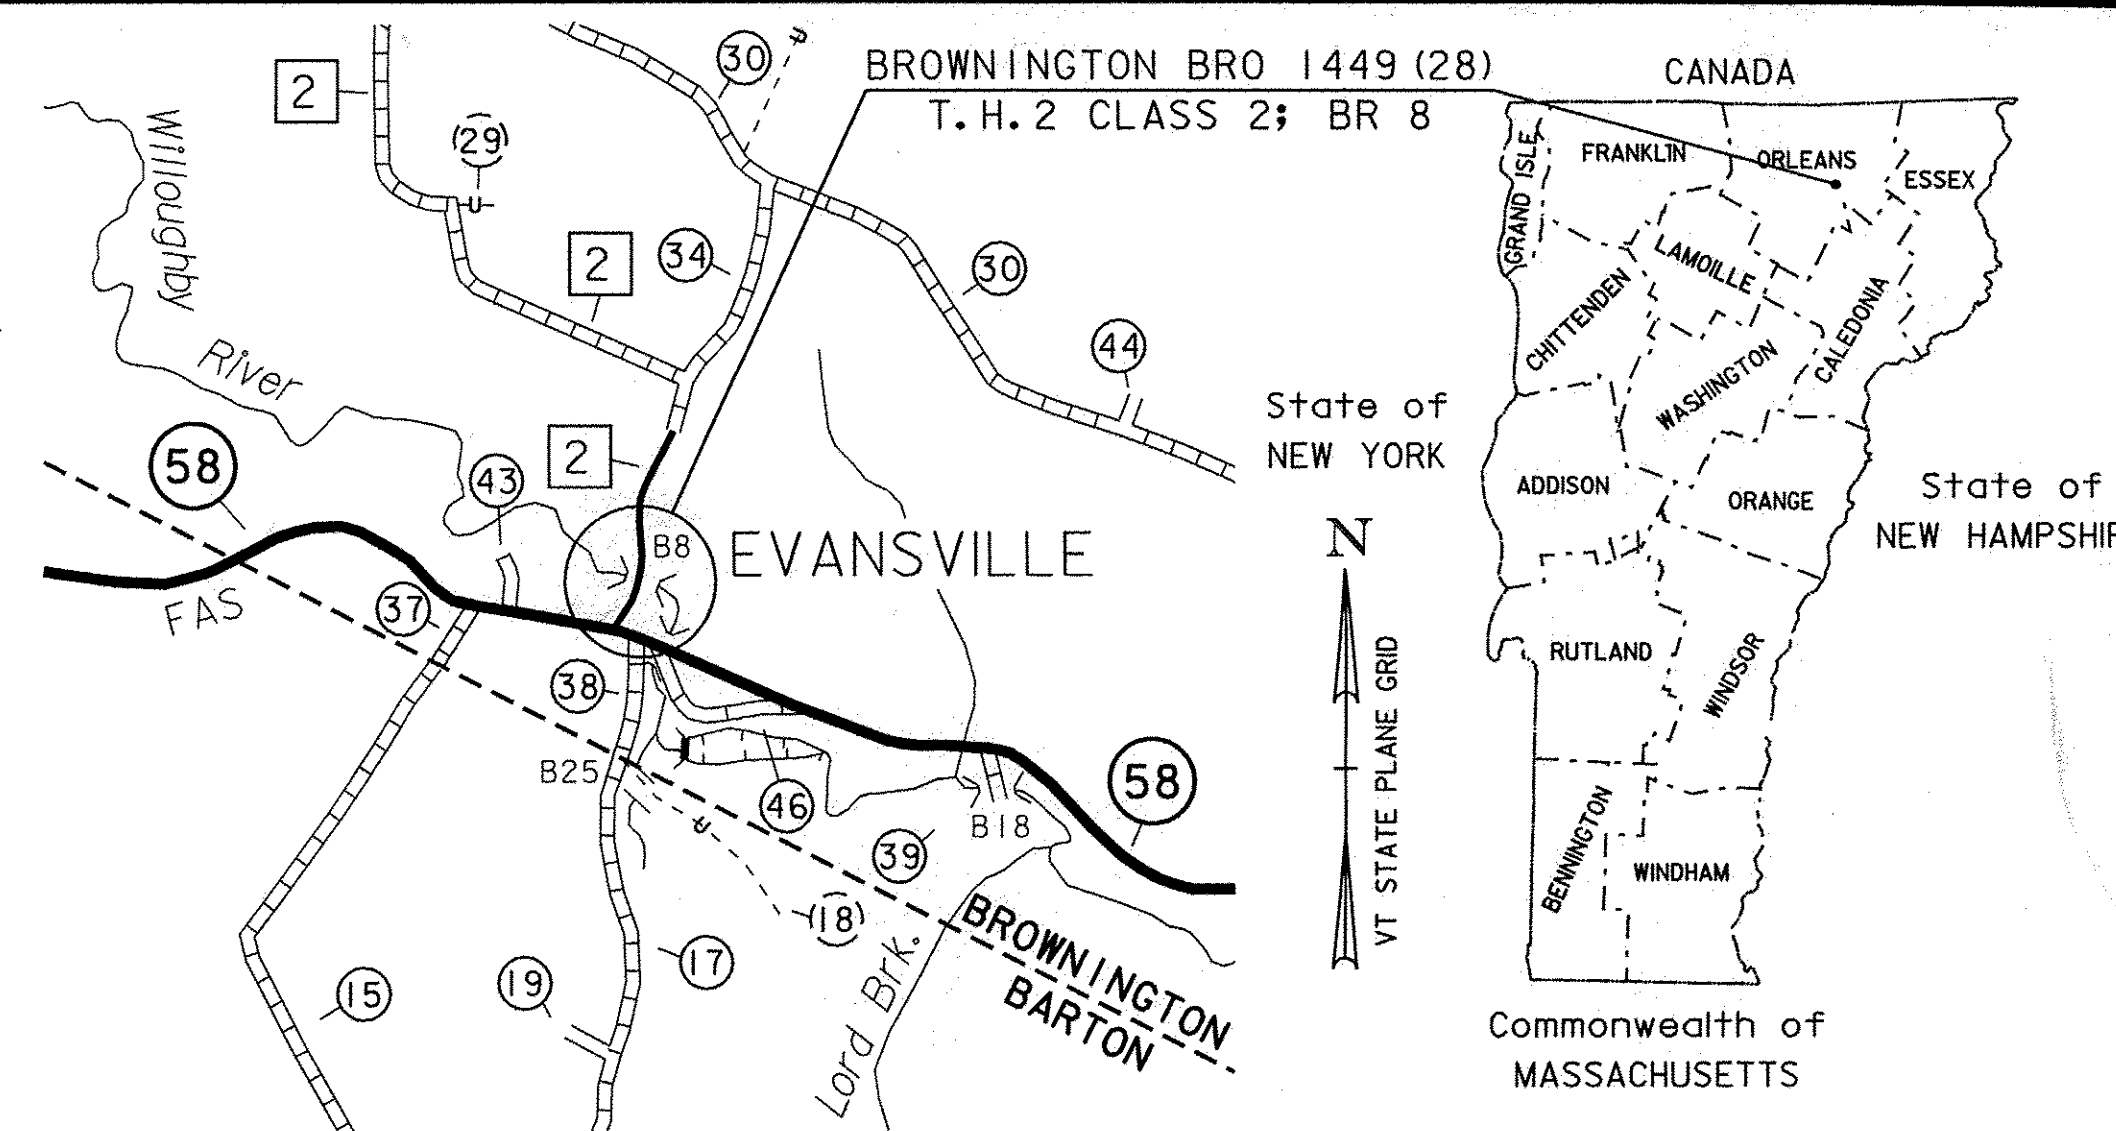 BROWNINGTON BRO 1449 (28)
T.H.2 CLASS 2; BR 8
30
2
(29)
Willoughby
River
2
34
30
44
58
43
2
B8
EVANSVILLE
FAS
37
38
B25
46
B18
39
58
(18)
17
19
15
Lord Brk.
BROWNINGTON
BARTON
N
VT STATE PLANE GRID
CANADA
GRAND ISLE
FRANKLIN
ORLEANS
ESSEX
LAMOILLE
CHITTENDEN
CALEDONIA
WASHINGTON
State of
NEW YORK
ADDISON
ORANGE
State of
NEW HAMPSHIR
RUTLAND
WINDSOR
BENNINGTON
WINDHAM
Commonwealth of
MASSACHUSETTS